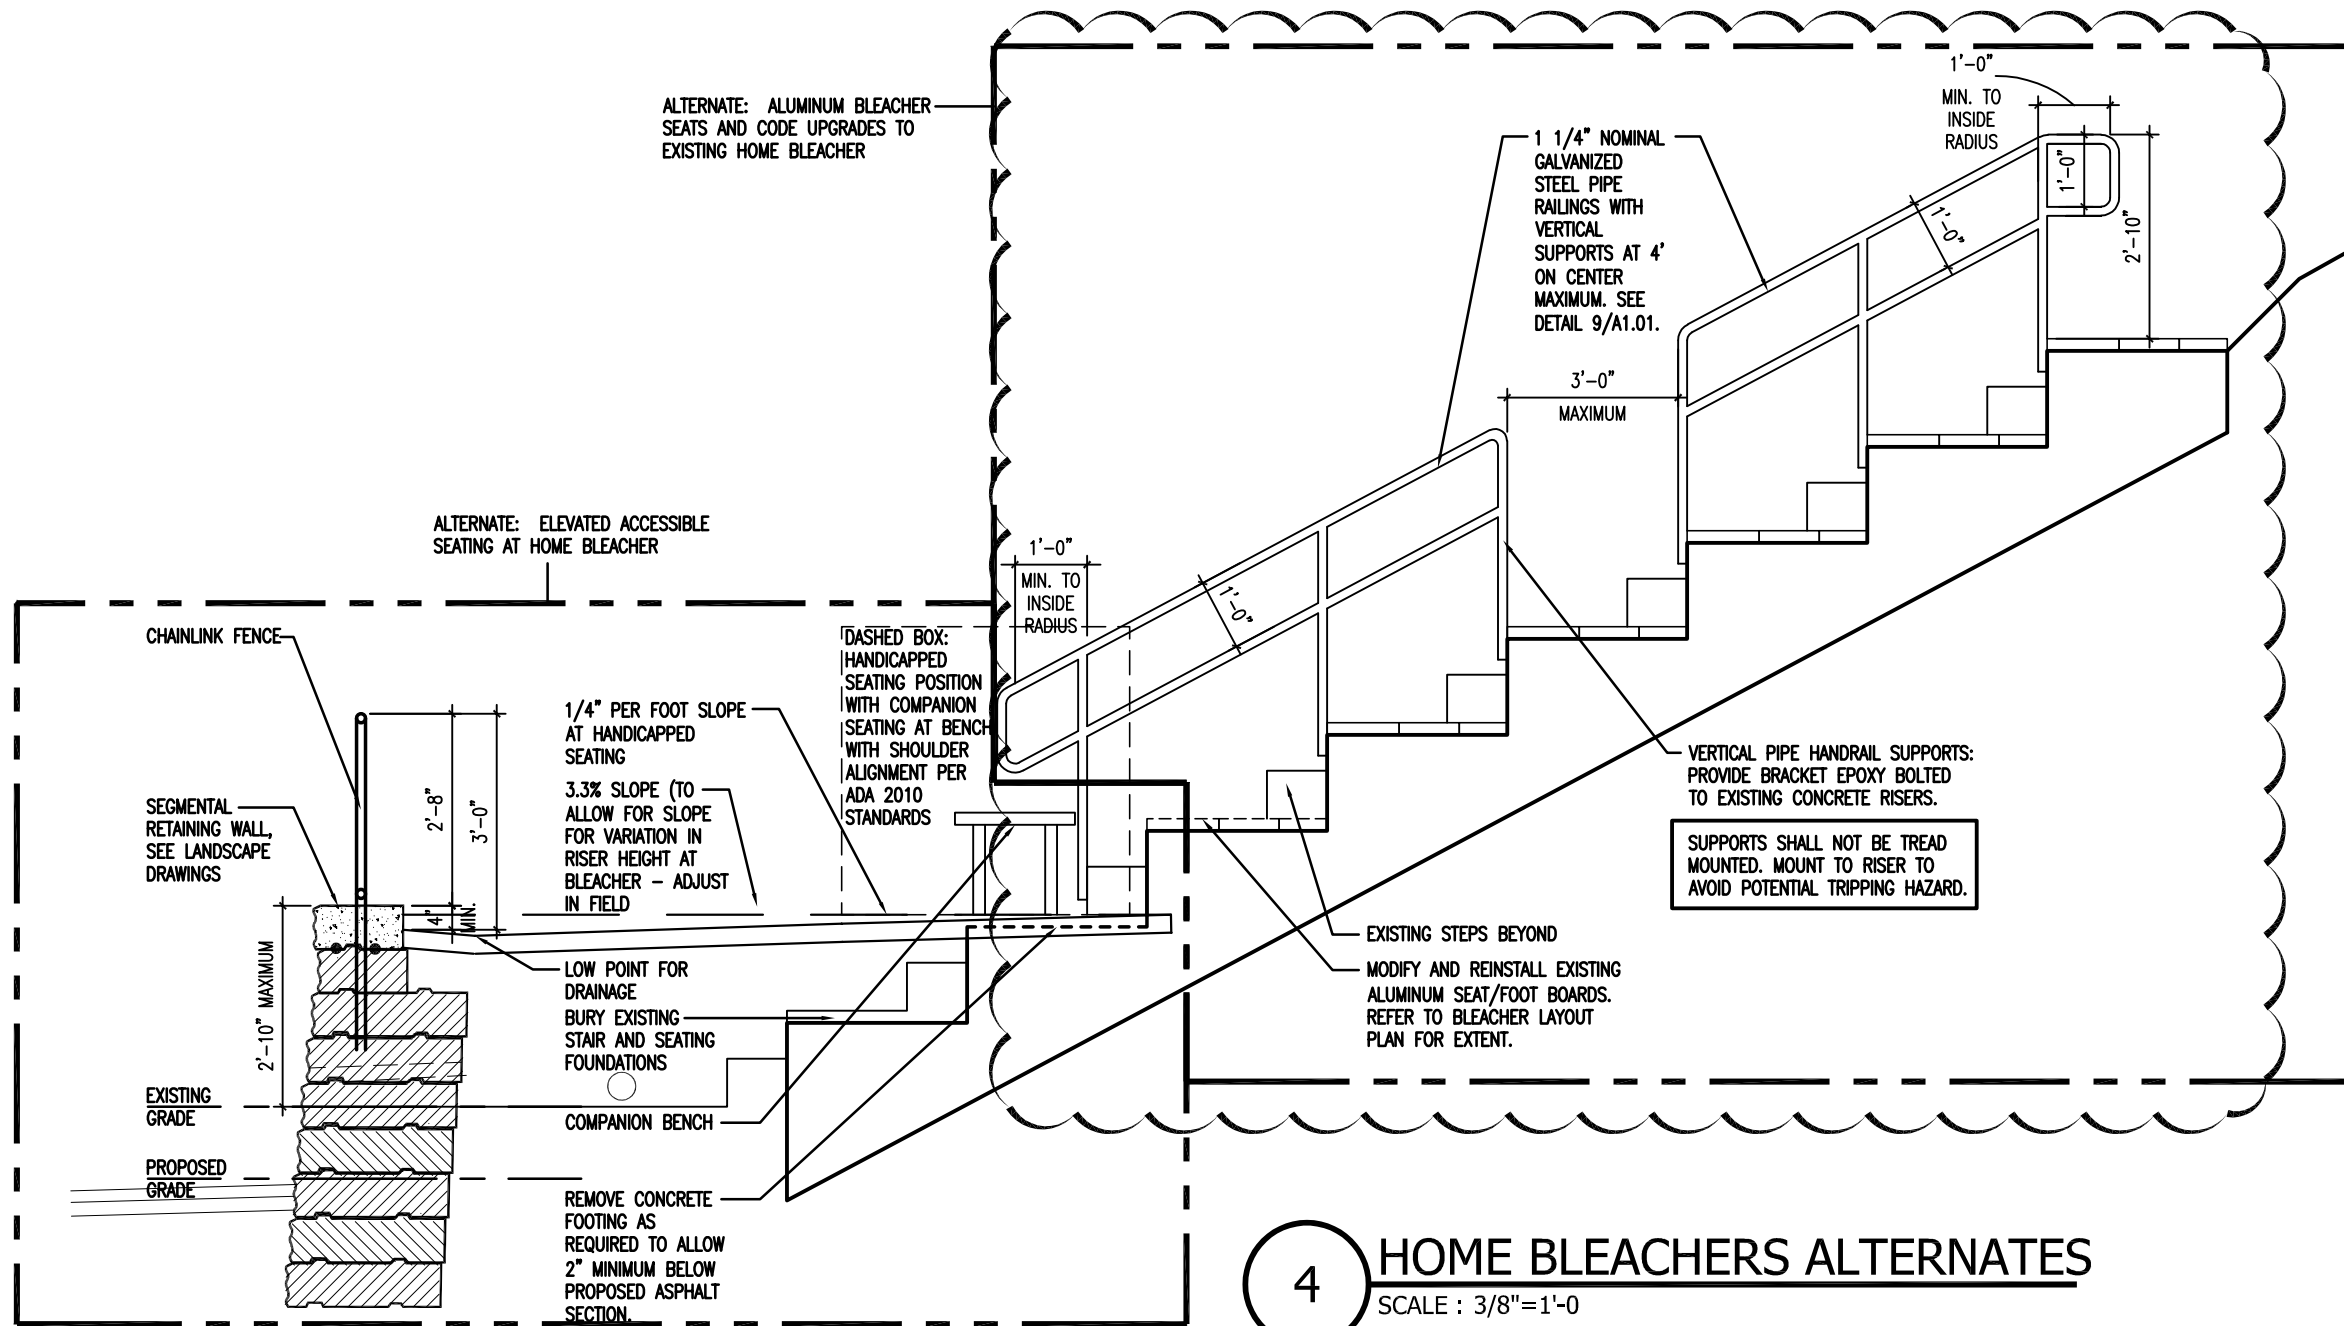 ALTERNATE: ALUMINUM BLEACHER
SEATS AND CODE UPGRADES TO
EXISTING HOME BLEACHER
1'-0"
MIN. TO
INSIDE
RADIUS
1 1/4" NOMINAL
GALVANIZED
STEEL PIPE
RAILINGS WITH
VERTICAL
SUPPORTS AT 4'
ON CENTER
MAXIMUM. SEE
DETAIL 9/A1.01.
1'-0"
1'-0"
2'-10"
3'-0"
MAXIMUM
ALTERNATE: ELEVATED ACCESSIBLE
SEATING AT HOME BLEACHER
1'-0"
MIN. TO
INSIDE
RADIUS
1'-0"
CHAINLINK FENCE
DASHED BOX:
HANDICAPPED
SEATING POSITION
WITH COMPANION
SEATING AT BENCH
WITH SHOULDER
ALIGNMENT PER
ADA 2010
STANDARDS
1/4" PER FOOT SLOPE
AT HANDICAPPED
SEATING
3.3% SLOPE (TO
ALLOW FOR SLOPE
FOR VARIATION IN
RISER HEIGHT AT
BLEACHER – ADJUST
IN FIELD
2'-8"
3'-0"
4"
MIN.
SEGMENTAL
RETAINING WALL,
SEE LANDSCAPE
DRAWINGS
2'-10" MAXIMUM
VERTICAL PIPE HANDRAIL SUPPORTS:
PROVIDE BRACKET EPOXY BOLTED
TO EXISTING CONCRETE RISERS.
SUPPORTS SHALL NOT BE TREAD
MOUNTED. MOUNT TO RISER TO
AVOID POTENTIAL TRIPPING HAZARD.
EXISTING STEPS BEYOND
MODIFY AND REINSTALL EXISTING
ALUMINUM SEAT/FOOT BOARDS.
REFER TO BLEACHER LAYOUT
PLAN FOR EXTENT.
LOW POINT FOR
DRAINAGE
BURY EXISTING
STAIR AND SEATING
FOUNDATIONS
EXISTING
GRADE
COMPANION BENCH
PROPOSED
GRADE
REMOVE CONCRETE
FOOTING AS
REQUIRED TO ALLOW
2" MINIMUM BELOW
PROPOSED ASPHALT
SECTION.
4
HOME BLEACHERS ALTERNATES
SCALE : 3/8"=1'-0